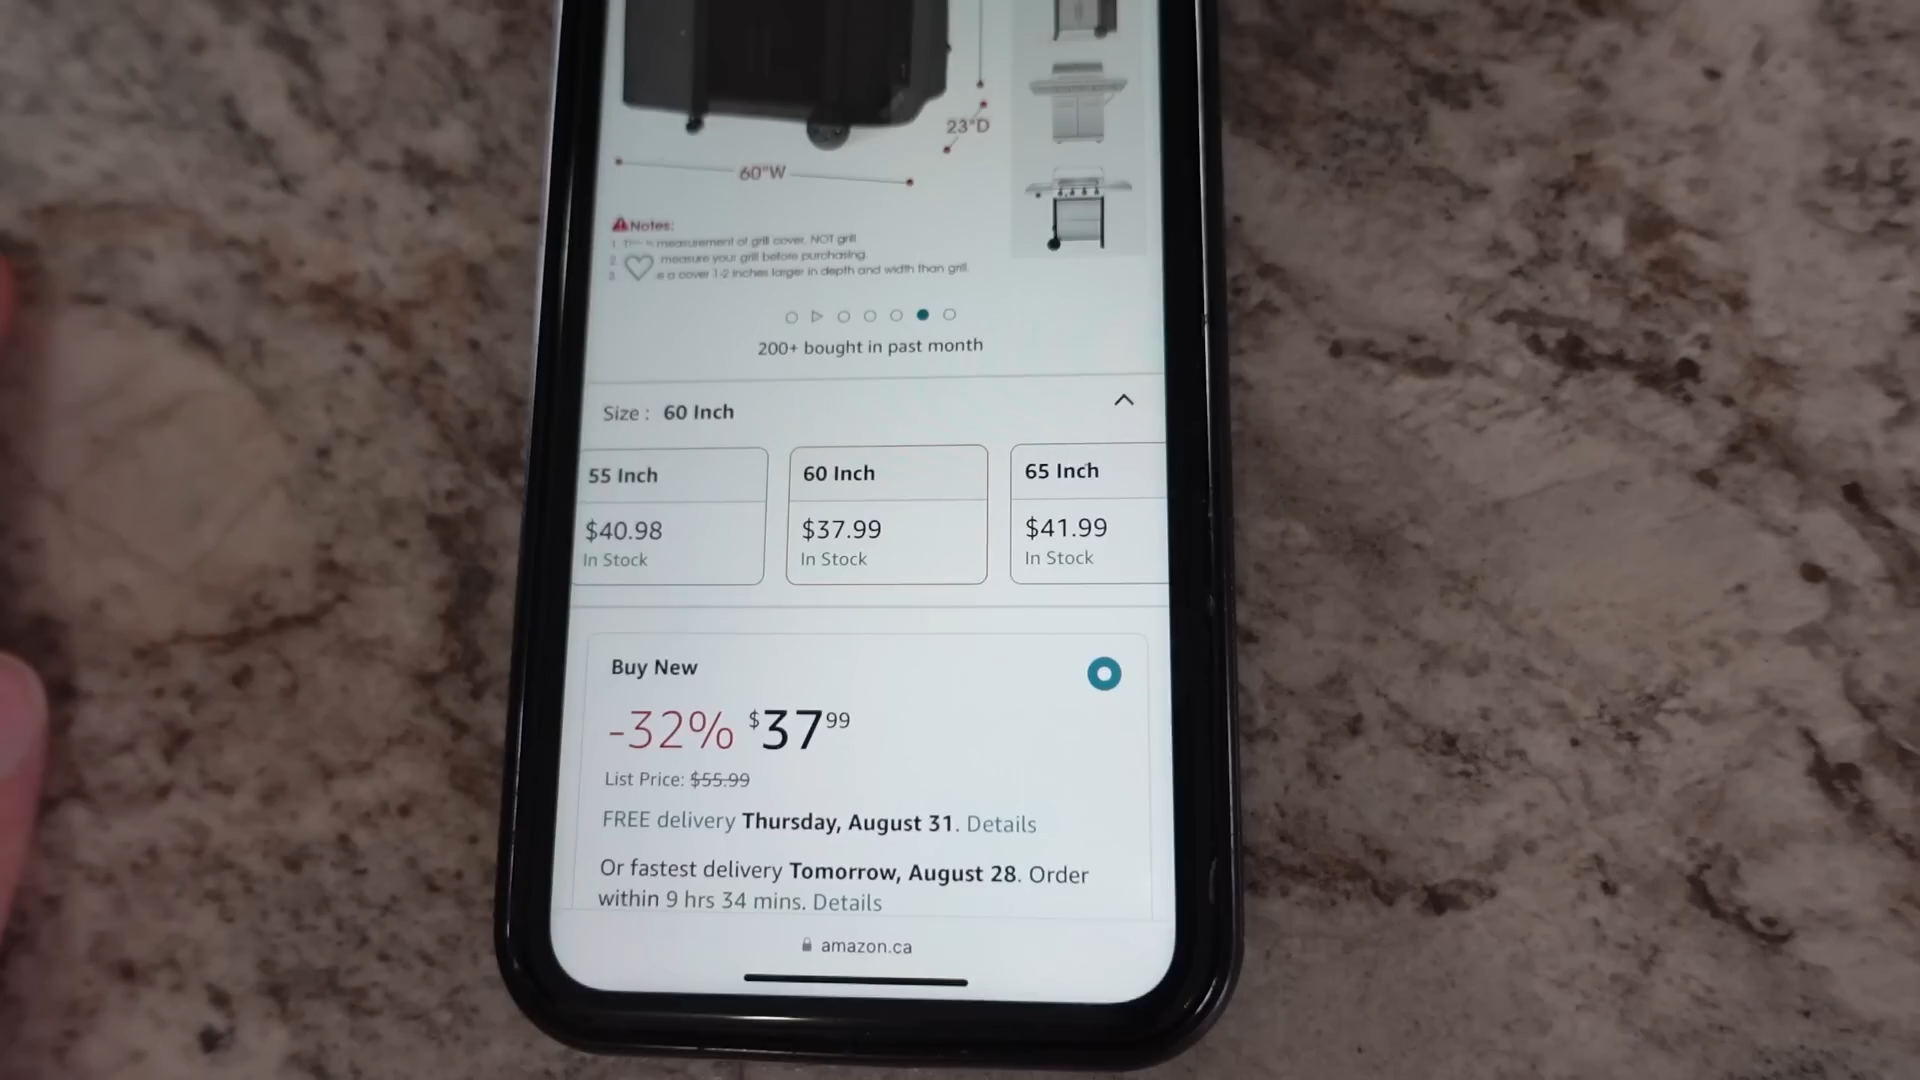 23"D
60"W
Notes:
1. measurement of grill cover, NOT grill
2. measure your grill before purchasing.
3. a cover 1-2 inches larger in depth and width than grill.
200+ bought in past month
Size : 60 Inch
55 Inch 60 Inch 65 Inch
$40.98 $37.99 $41.99
In Stock In Stock In Stock
Buy New
-32% $37 99
List Price: $55.99
FREE delivery Thursday, August 31. Details
Or fastest delivery Tomorrow, August 28. Order
within 9 hrs 34 mins. Details
amazon.ca